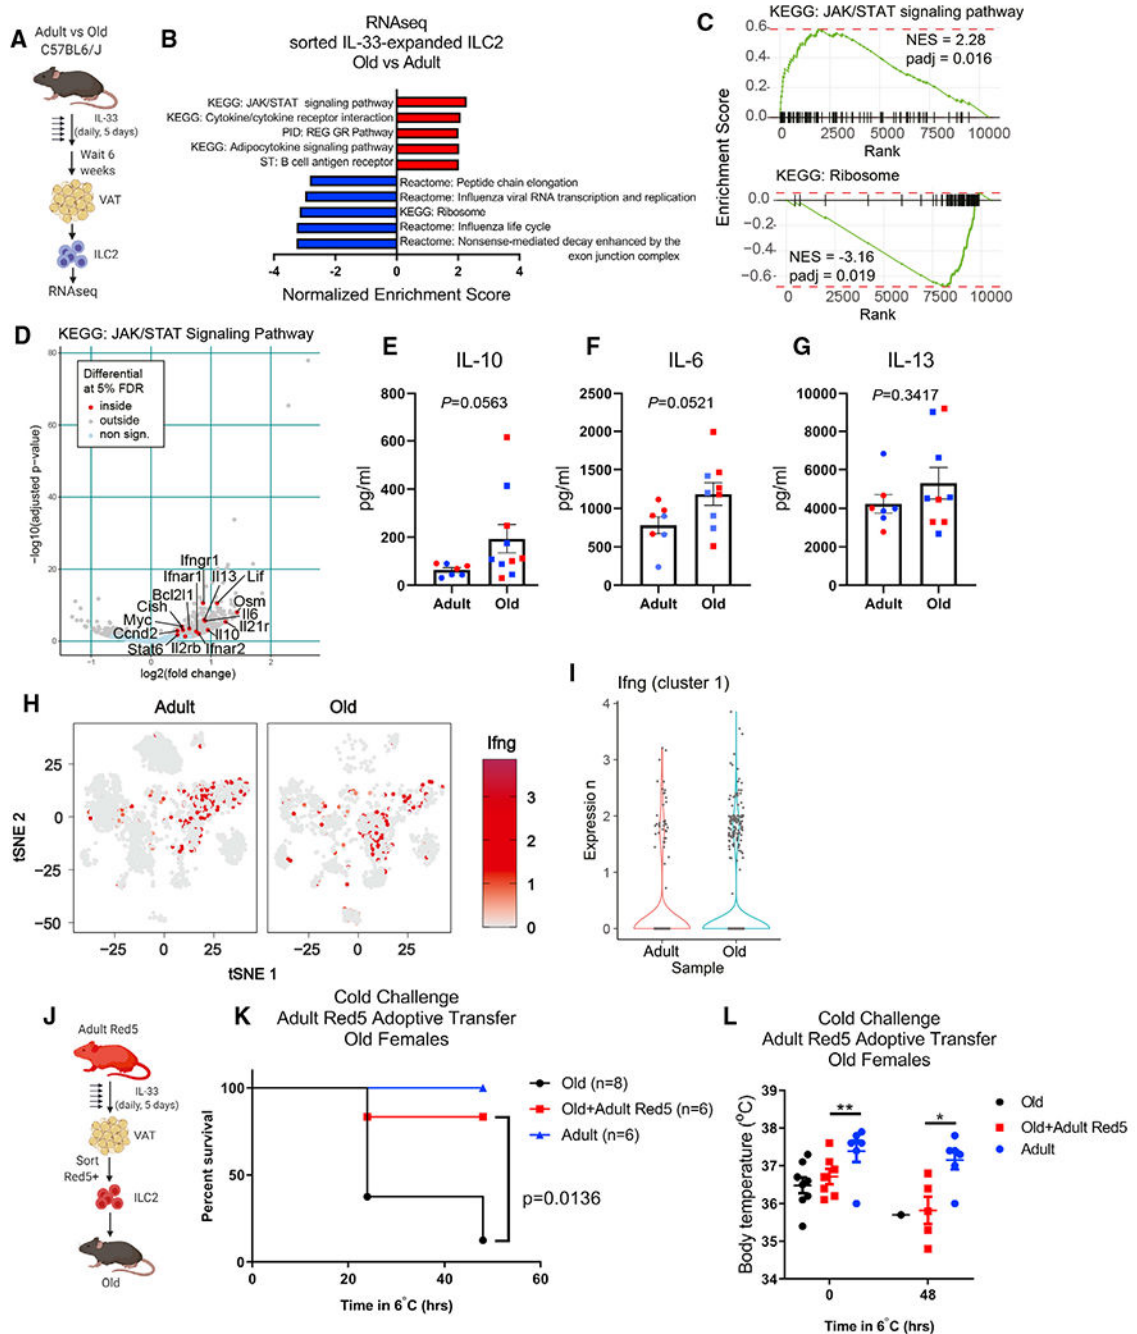 A
Adult vs Old
C57BL6/J
IL-33
(daily, 5 days)
Wait 6
weeks
VAT
ILC2
RNAseq
B
RNAseq
sorted IL-33-expanded ILC2
Old vs Adult
KEGG: JAK/STAT signaling pathway
KEGG: Cytokine/cytokine receptor interaction
PID: REG GR Pathway
KEGG: Adipocytokine signaling pathway
ST: B cell antigen receptor
Reactome: Peptide chain elongation
Reactome: Influenza viral RNA transcription and replication
KEGG: Ribosome
Reactome: Influenza life cycle
Reactome: Nonsense-mediated decay enhanced by the
exon junction complex
-4 -2 0 2 4
Normalized Enrichment Score
C
KEGG: JAK/STAT signaling pathway
0.6
0.4
0.2
0.0
NES = 2.28
padj = 0.016
0 2500 5000 7500 10000
Rank
Enrichment Score
KEGG: Ribosome
0.0
−0.2
−0.4
−0.6
NES = -3.16
padj = 0.019
0 2500 5000 7500 10000
Rank
D
KEGG: JAK/STAT Signaling Pathway
80
60
40
20
0
−log10(adjusted p−value)
Differential
at 5% FDR
inside
outside
non sign.
Ifngr1
Ifnar1 Il13 Lif
Bcl2l1
Cish
Osm
Myc
Il6
Ccnd2
Il21r
Il10
Stat6 Il2rb Ifnar2
−1 0 1 2
log2(fold change)
E
IL-10
800
600
400
200
0
pg/ml
P=0.0563
Adult Old
F
IL-6
2500
2000
1500
1000
500
0
pg/ml
P=0.0521
Adult Old
G
IL-13
10000
8000
6000
4000
2000
0
pg/ml
P=0.3417
Adult Old
H
Adult
Old
25
0
−25
−50
tSNE 2
−25 0 25
−25 0 25
tSNE 1
Ifng
3
2
1
0
I
Ifng (cluster 1)
4
3
2
1
0
Expressio n
Adult Old
Sample
J
Adult Red5
IL-33
(daily, 5 days)
VAT
Sort
Red5+
ILC2
Old
K
Cold Challenge
Adult Red5 Adoptive Transfer
Old Females
100
50
0
Percent survival
0 20 40 60
Time in 6°C (hrs)
Old (n=8)
Old+Adult Red5 (n=6)
Adult (n=6)
p=0.0136
L
Cold Challenge
Adult Red5 Adoptive Transfer
Old Females
39
38
37
36
35
34
Body temperature (°C)
**
*
Old
Old+Adult Red5
Adult
0 48
Time in 6°C (hrs)